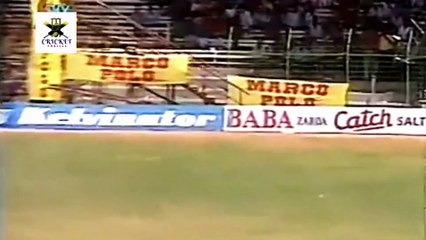 CRICKET
MARCO
POLO
MARCO
POLO
Kelvinator
BABA ZARDA Catch SALT